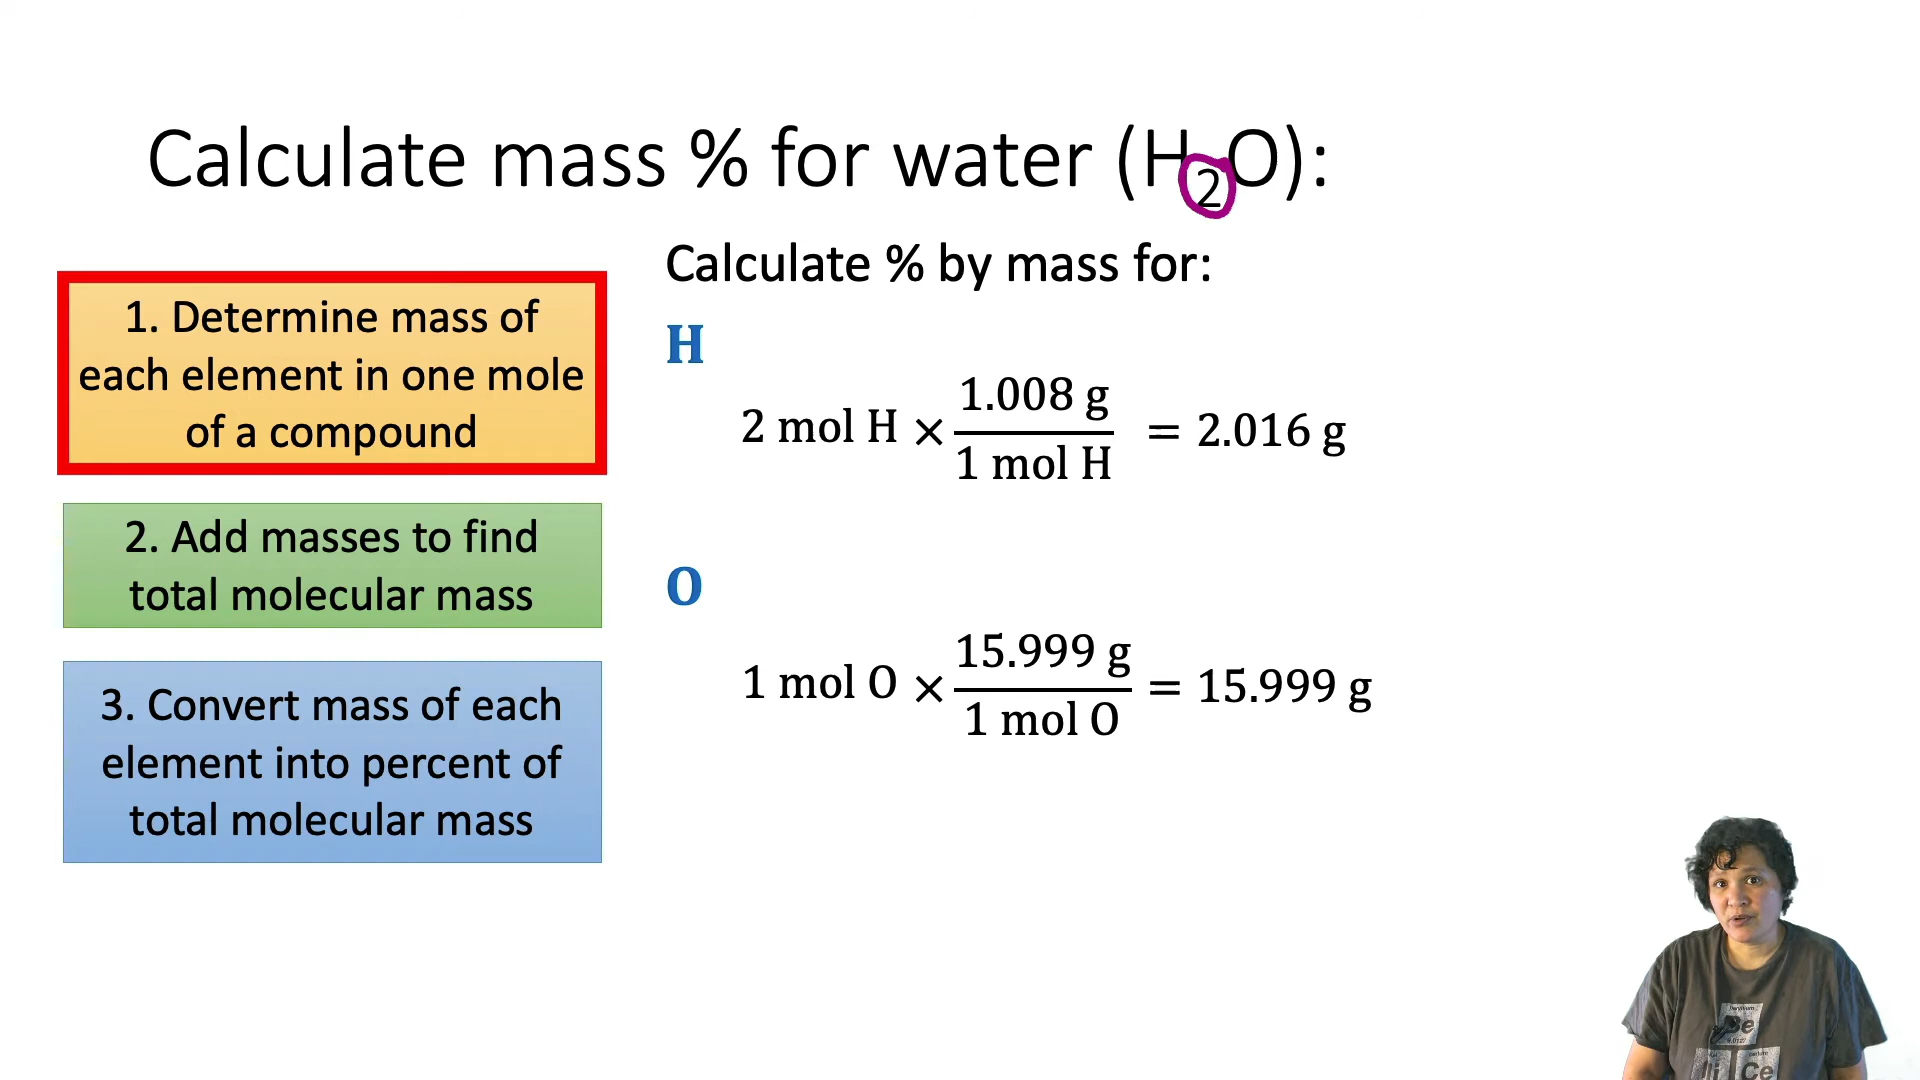 Calculate mass % for water (H₂O):
1. Determine mass of
each element in one mole
of a compound
2. Add masses to find
total molecular mass
3. Convert mass of each
element into percent of
total molecular mass
Calculate % by mass for:
H
2 mol H × 1.008 g / 1 mol H = 2.016 g
O
1 mol O × 15.999 g / 1 mol O = 15.999 g
Be
Ce